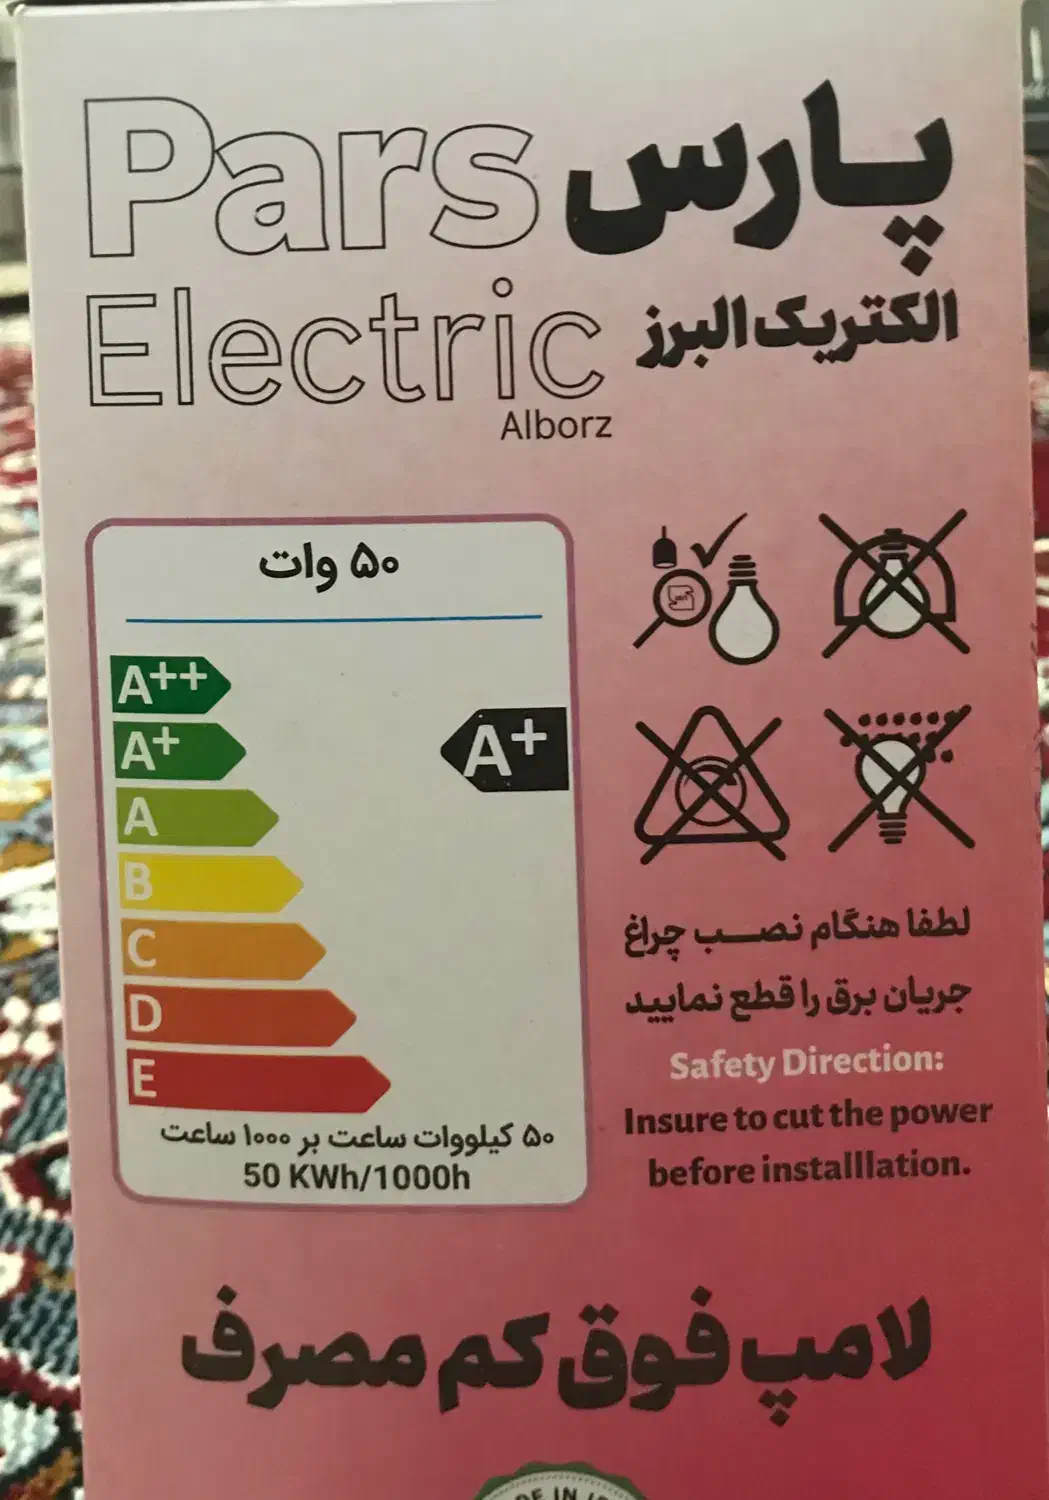 Pars پارس
Electric الکتریک البرز
Alborz
۵۰ وات
A++
A+
A+
A
B
C
D
E
۵۰ کیلووات ساعت بر ۱۰۰۰ ساعت
50 KWh/1000h
لطفا هنگام نصب چراغ
جریان برق را قطع نمایید
Safety Direction:
Insure to cut the power
before installlation.
لامپ فوق کم مصرف
IN